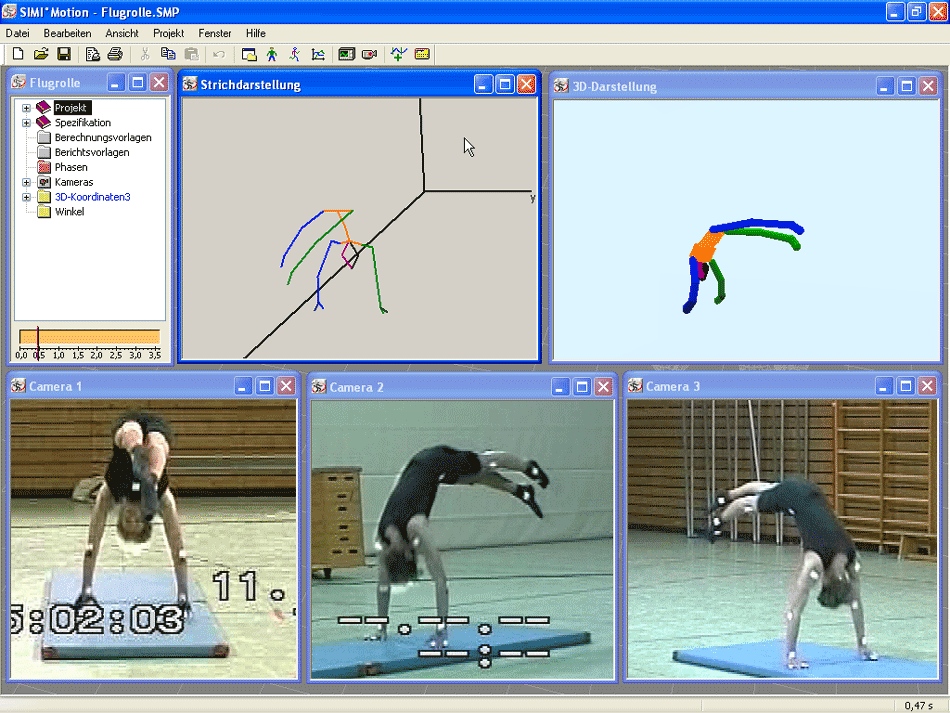 SIMI°Motion - Flugrolle.SMP
Datei Bearbeiten Ansicht Projekt Fenster Hilfe
Flugrolle
Projekt
Spezifikation
Berechnungsvorlagen
Berichtsvorlagen
Phasen
Kameras
3D-Koordinaten3
Winkel
0,0 0,5 1,0 1,5 2,0 2,5 3,0 3,5
Strichdarstellung
y
3D-Darstellung
Camera 1
11.
5:02:03
Camera 2
-- . -- : --
-- : --
Camera 3
0,47 s